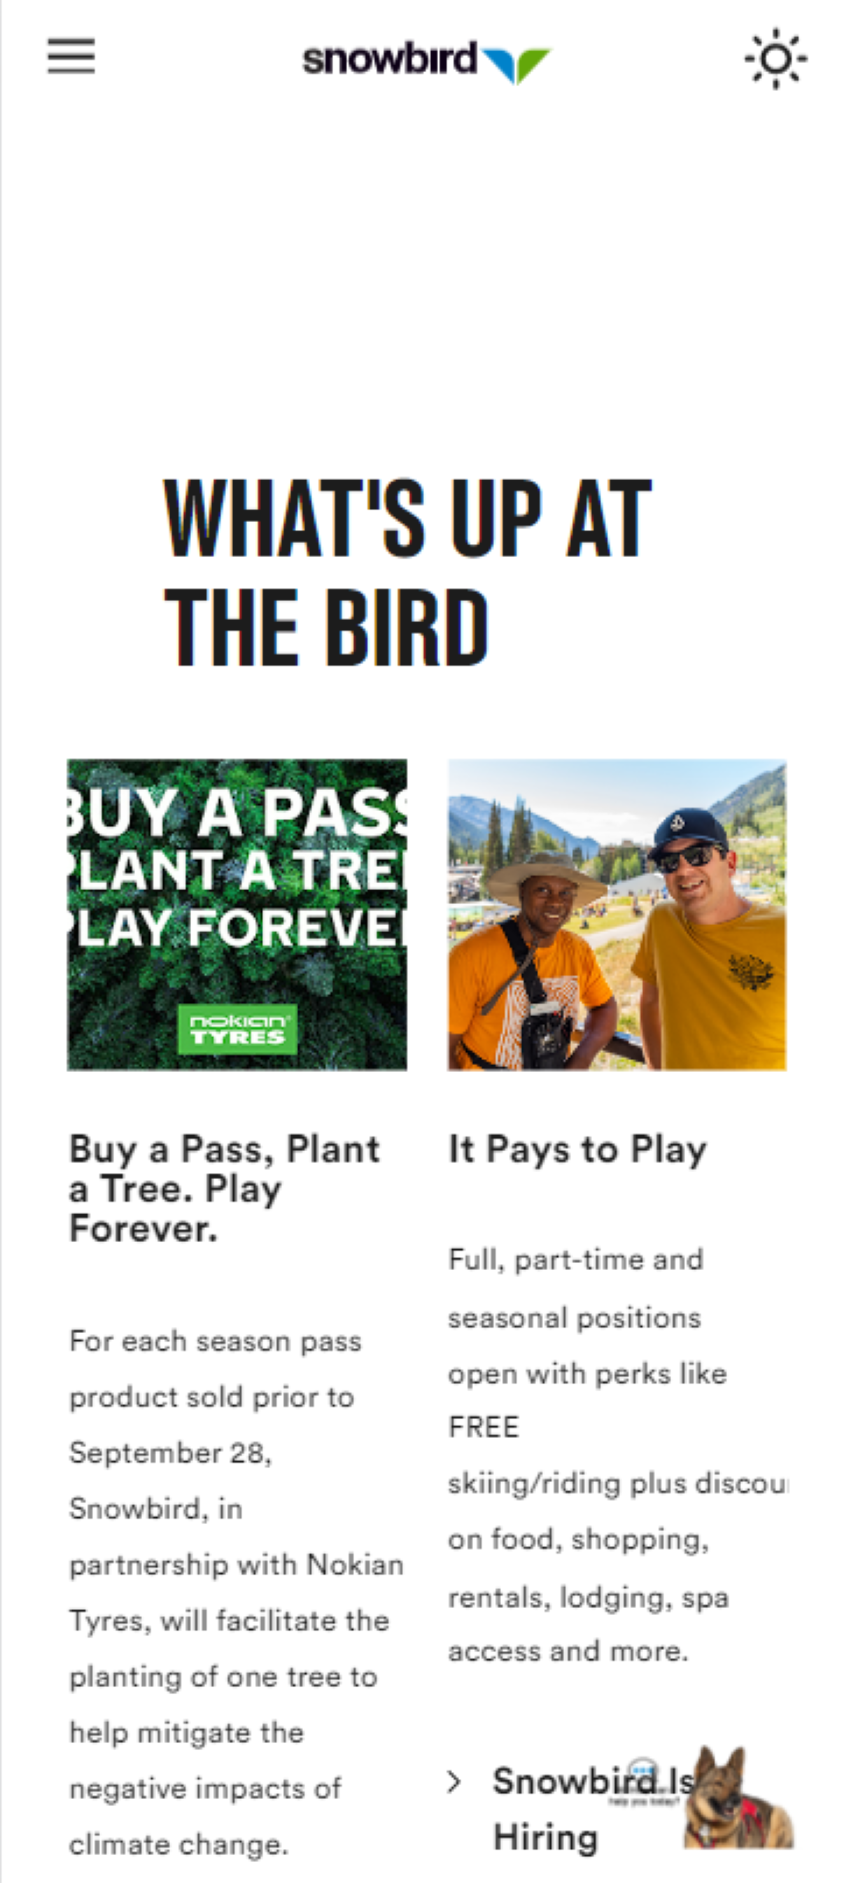 snowbird
WHAT'S UP AT
THE BIRD
BUY A PASS
PLANT A TREE
PLAY FOREVER
nokian
TYRES
Buy a Pass, Plant
a Tree. Play
Forever.
For each season pass
product sold prior to
September 28,
Snowbird, in
partnership with Nokian
Tyres, will facilitate the
planting of one tree to
help mitigate the
negative impacts of
climate change.
It Pays to Play
Full, part-time and
seasonal positions
open with perks like
FREE
skiing/riding plus discou
on food, shopping,
rentals, lodging, spa
access and more.
Snowbird Is
Hiring
help you today?